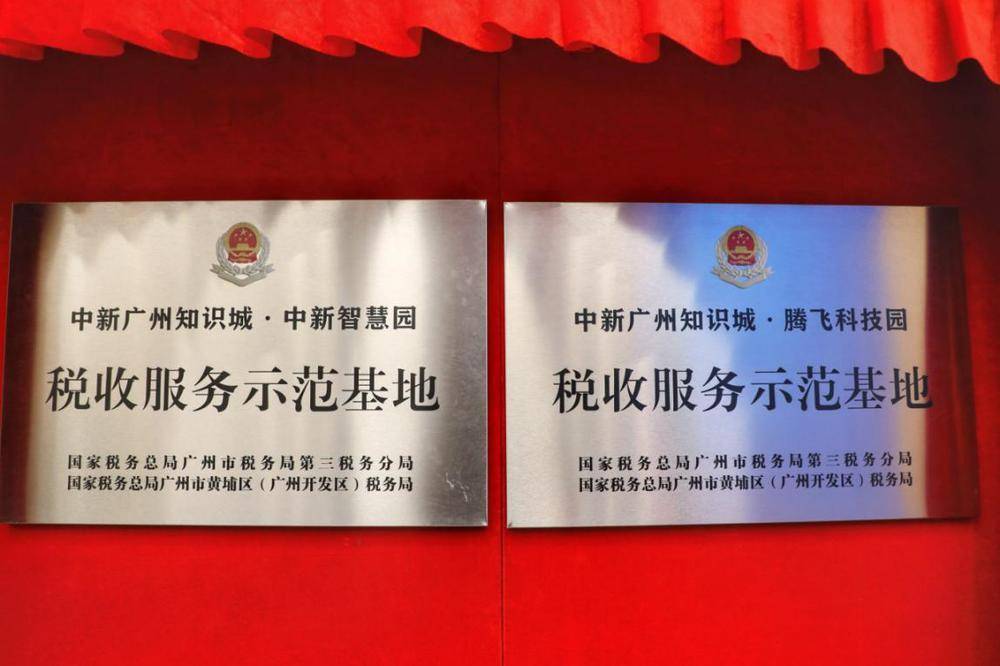 中新广州知识城·中新智慧园
税收服务示范基地
国家税务总局广州市税务局第三税务分局
国家税务总局广州市黄埔区（广州开发区）税务局
中新广州知识城·腾飞科技园
税收服务示范基地
国家税务总局广州市税务局第三税务分局
国家税务总局广州市黄埔区（广州开发区）税务局